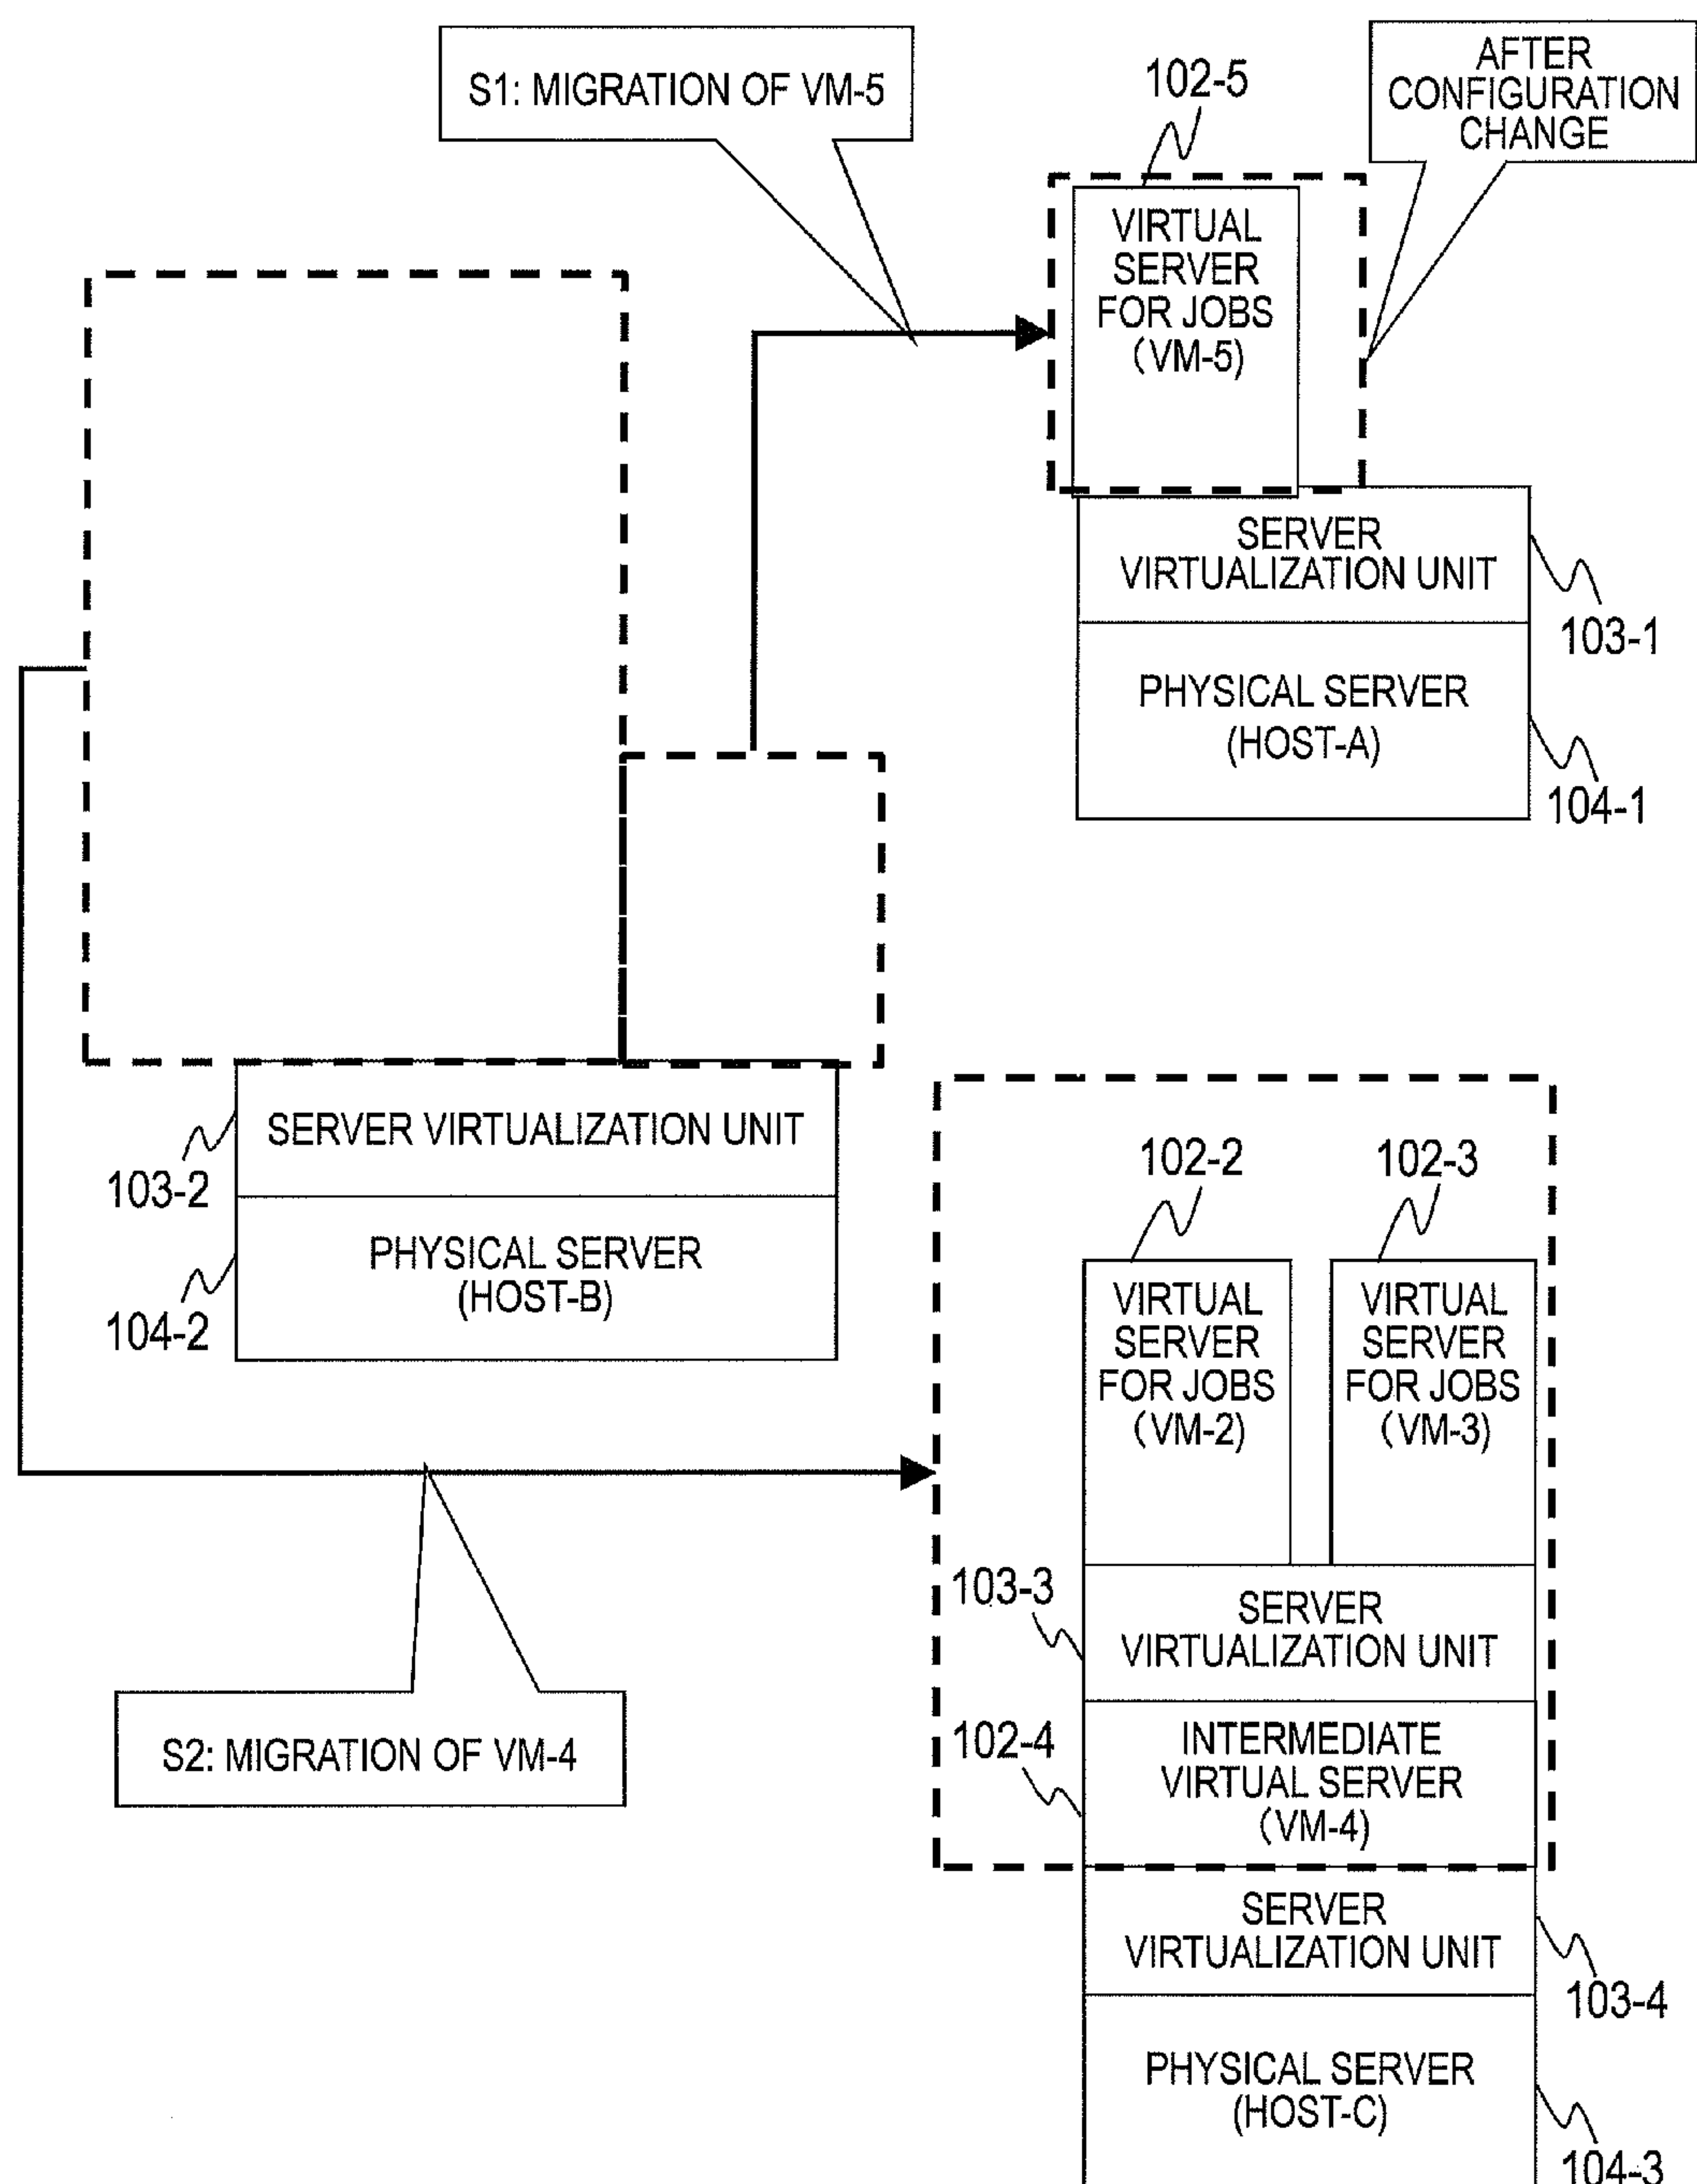 S1: MIGRATION OF VM-5
102-5
AFTER
CONFIGURATION
CHANGE
VIRTUAL
SERVER
FOR JOBS
(VM-5)
SERVER
VIRTUALIZATION UNIT
103-1
PHYSICAL SERVER
(HOST-A)
104-1
SERVER VIRTUALIZATION UNIT
103-2
PHYSICAL SERVER
(HOST-B)
104-2
102-2
102-3
VIRTUAL
SERVER
FOR JOBS
(VM-2)
VIRTUAL
SERVER
FOR JOBS
(VM-3)
103-3
SERVER
VIRTUALIZATION UNIT
S2: MIGRATION OF VM-4
102-4
INTERMEDIATE
VIRTUAL SERVER
(VM-4)
SERVER
VIRTUALIZATION UNIT
103-4
PHYSICAL SERVER
(HOST-C)
104-3